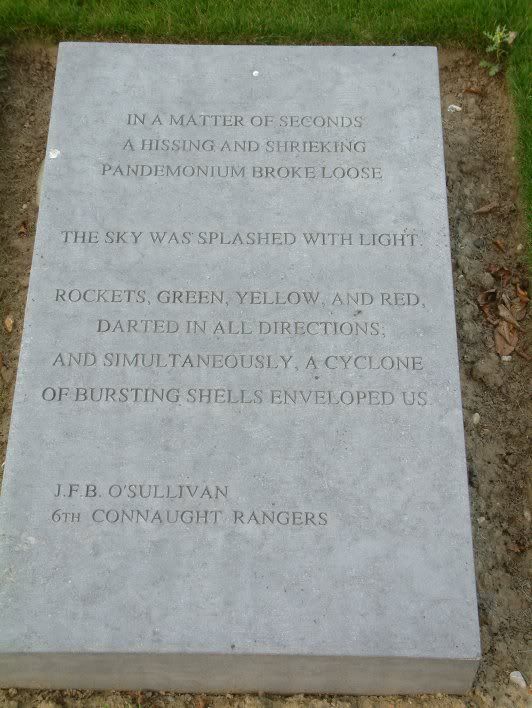 IN A MATTER OF SECONDS
A HISSING AND SHRIEKING
PANDEMONIUM BROKE LOOSE
THE SKY WAS SPLASHED WITH LIGHT.
ROCKETS, GREEN, YELLOW, AND RED,
DARTED IN ALL DIRECTIONS;
AND SIMULTANEOUSLY, A CYCLONE
OF BURSTING SHELLS ENVELOPED US.
J.F.B. O'SULLIVAN
6TH CONNAUGHT RANGERS